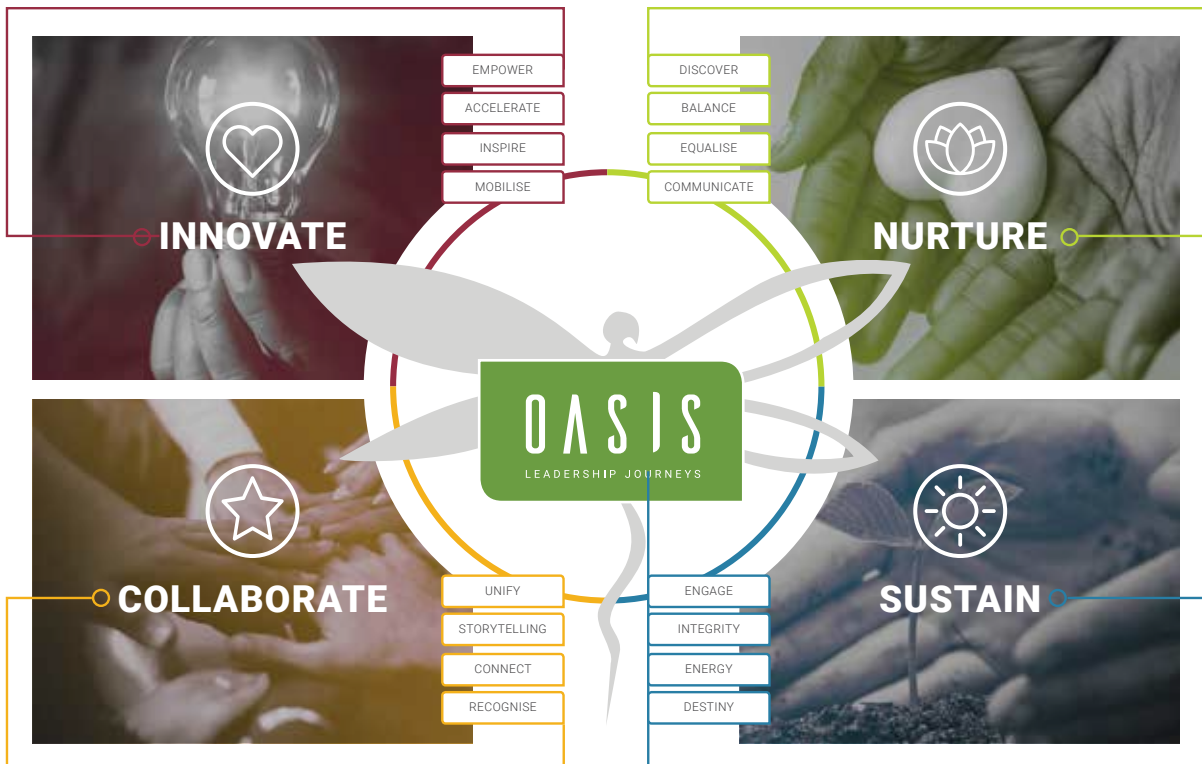 EMPOWER
ACCELERATE
INSPIRE
MOBILISE
INNOVATE
DISCOVER
BALANCE
EQUALISE
COMMUNICATE
NURTURE
OASIS
LEADERSHIP JOURNEYS
COLLABORATE
UNIFY
STORYTELLING
CONNECT
RECOGNISE
SUSTAIN
ENGAGE
INTEGRITY
ENERGY
DESTINY